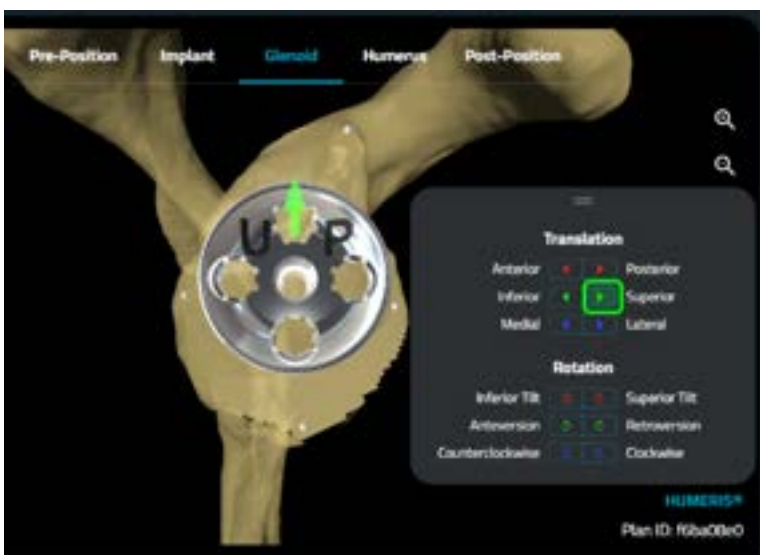 Pre-Position Implant Glenoid Humerus Post-Position
U P
Translation
Anterior Posterior
Inferior Superior
Medial Lateral
Rotation
Inferior Tilt Superior Tilt
Anteversion Retroversion
Counterclockwise Clockwise
HUMERIS®
Plan ID: f6ba08e0